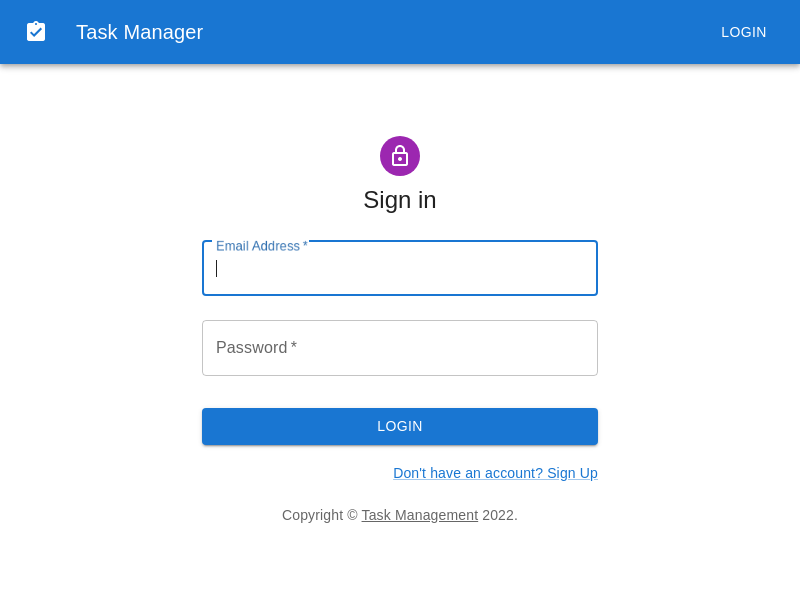 Task Manager
LOGIN
Sign in
Email Address *
Password *
LOGIN
Don't have an account? Sign Up
Copyright © Task Management 2022.